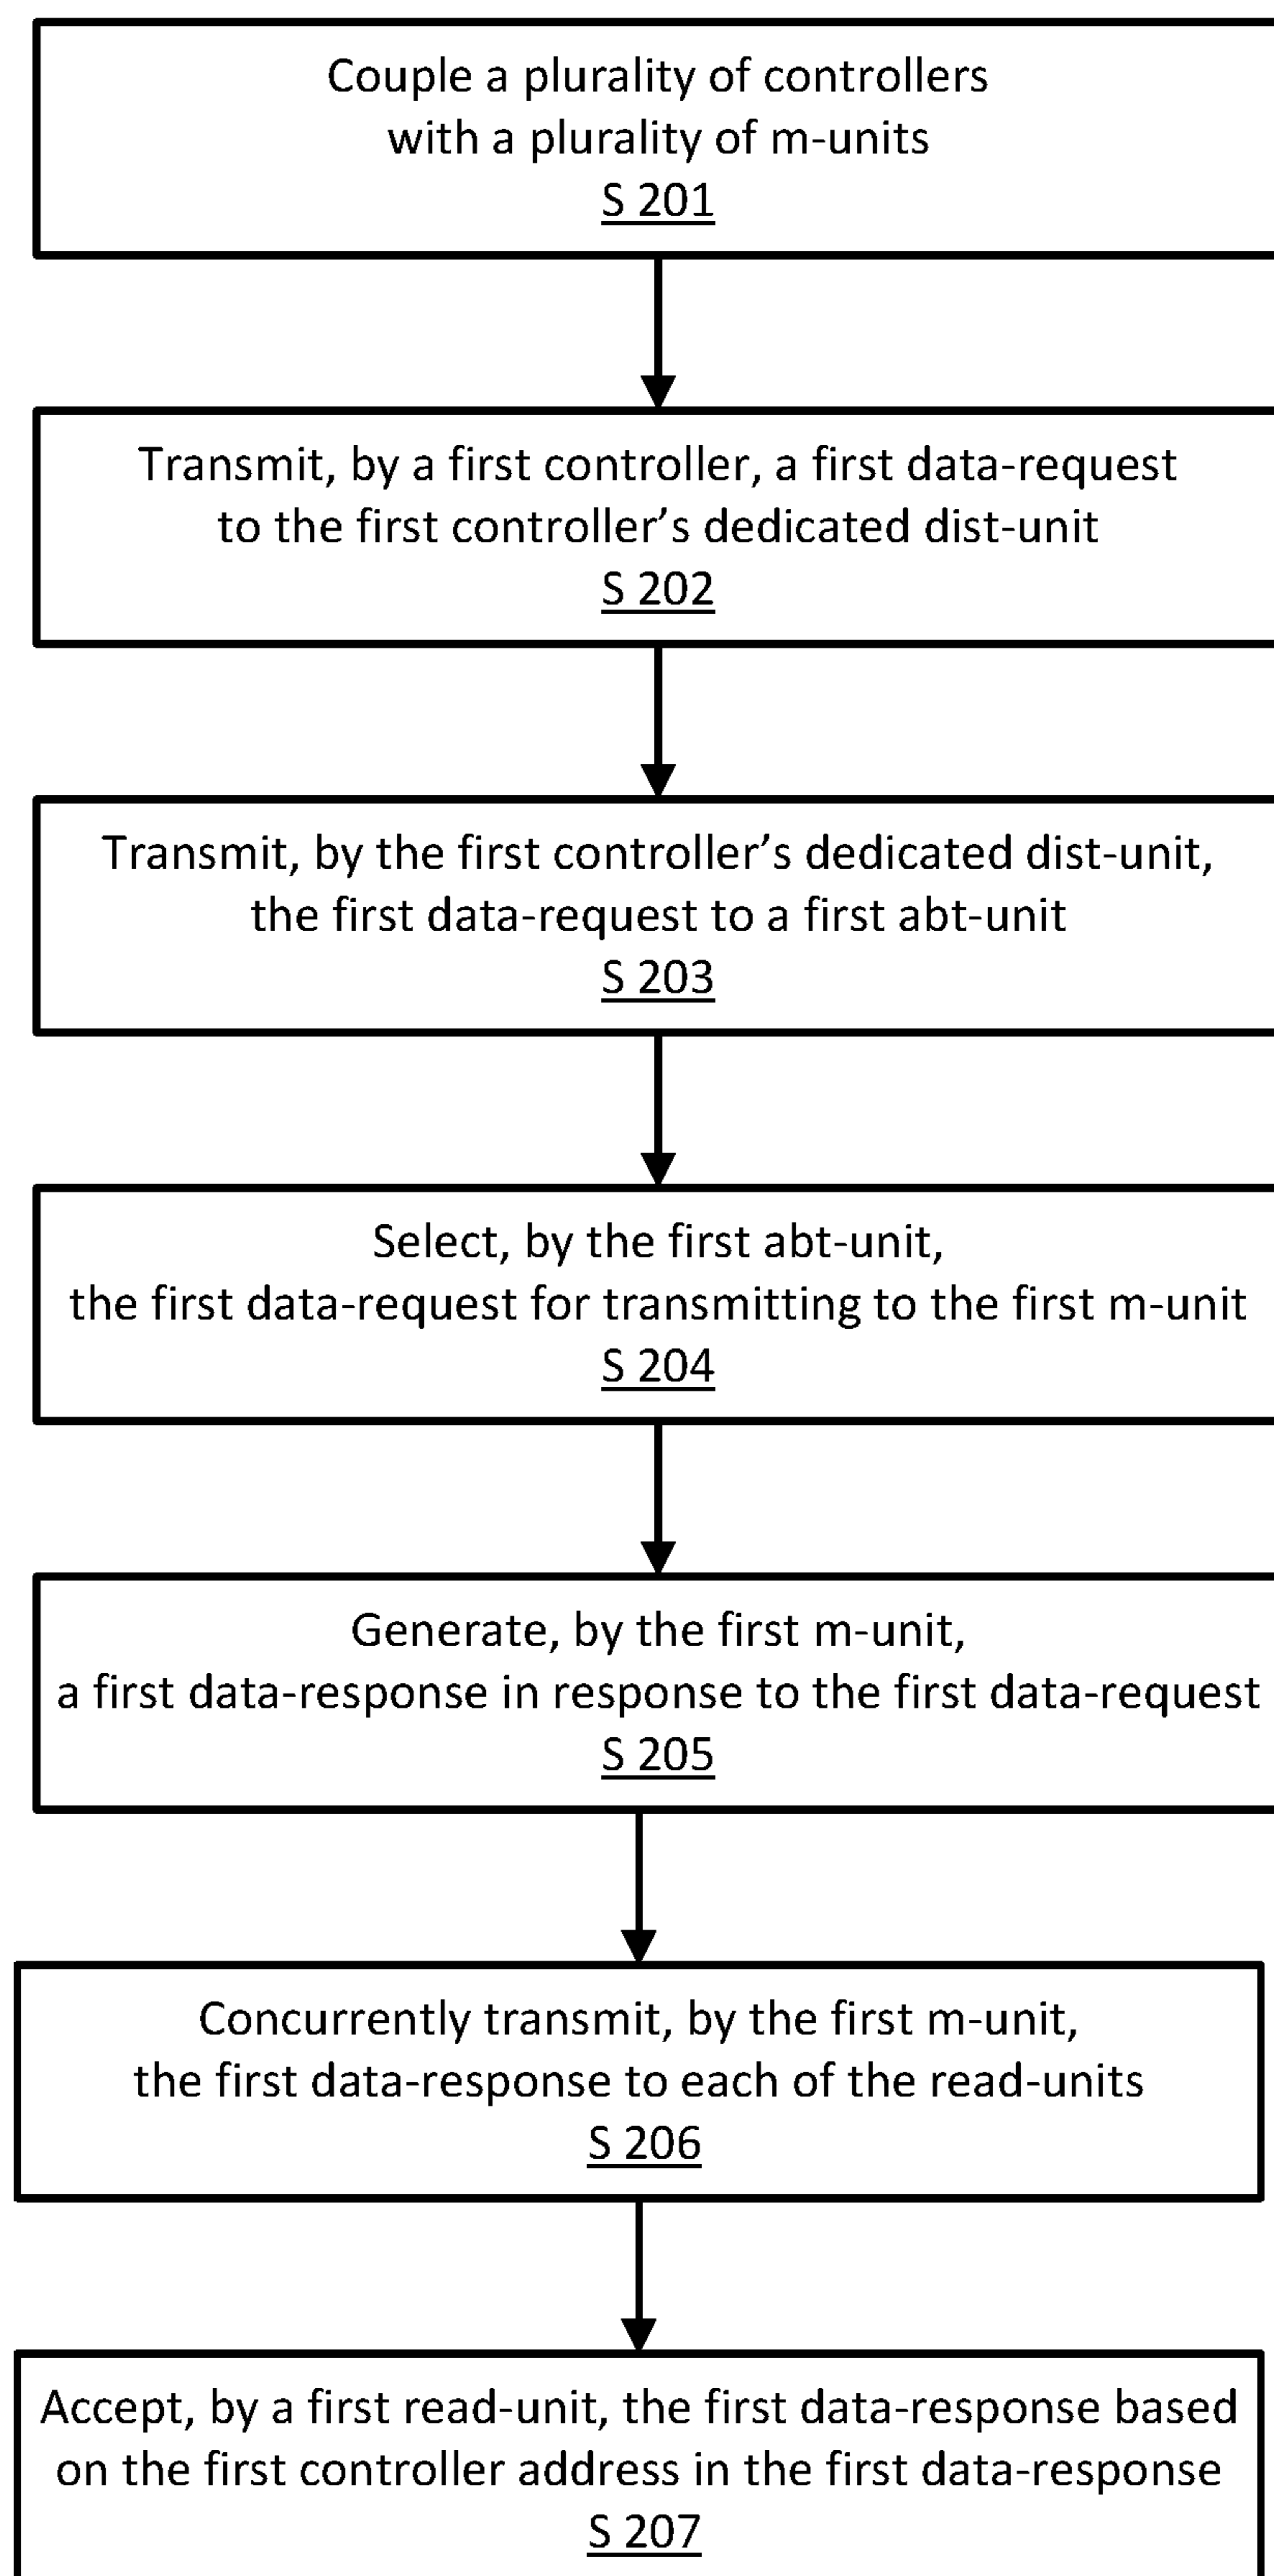 Couple a plurality of controllers
with a plurality of m-units
S 201
Transmit, by a first controller, a first data-request
to the first controller’s dedicated dist-unit
S 202
Transmit, by the first controller’s dedicated dist-unit,
the first data-request to a first abt-unit
S 203
Select, by the first abt-unit,
the first data-request for transmitting to the first m-unit
S 204
Generate, by the first m-unit,
a first data-response in response to the first data-request
S 205
Concurrently transmit, by the first m-unit,
the first data-response to each of the read-units
S 206
Accept, by a first read-unit, the first data-response based
on the first controller address in the first data-response
S 207